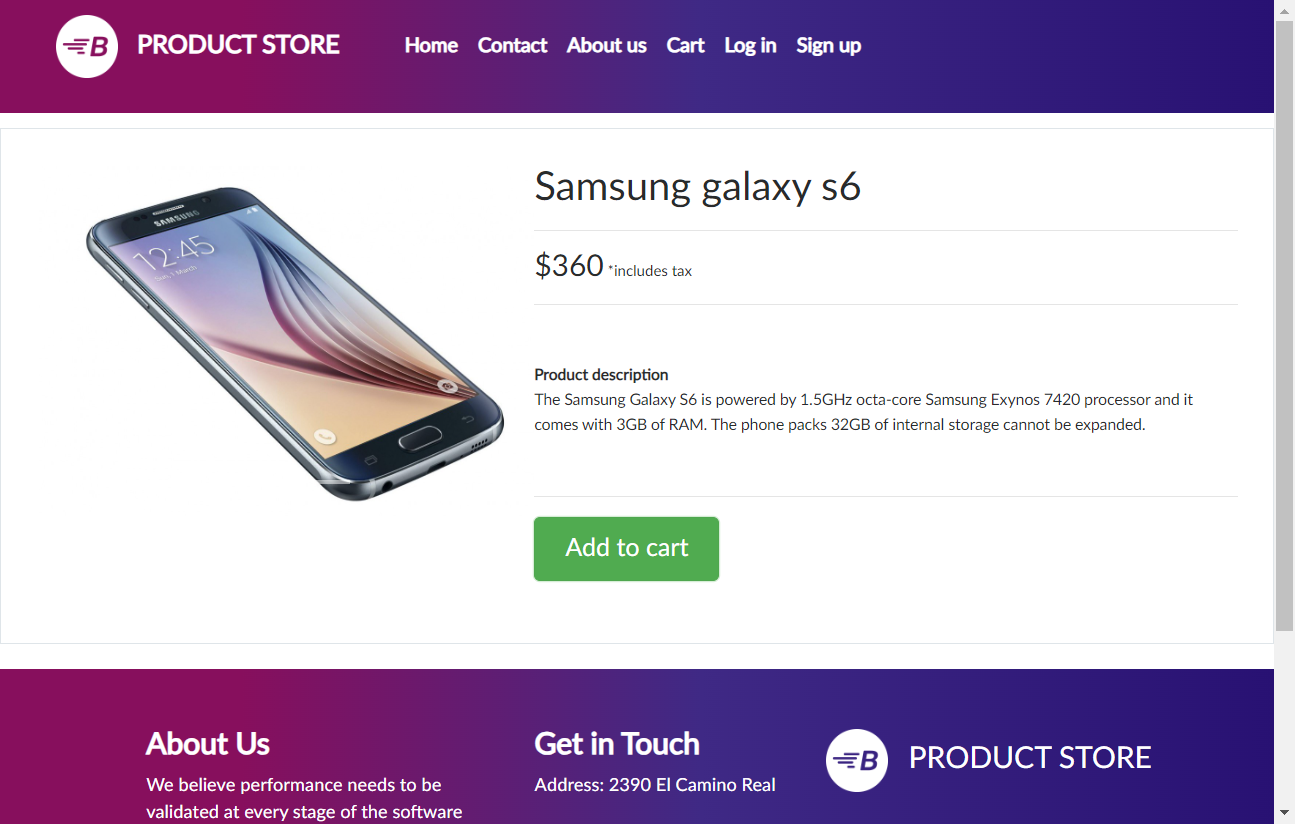 B PRODUCT STORE Home Contact About us Cart Log in Sign up
SAMSUNG
12:45
Sun, 1 March
Samsung galaxy s6
$360 *includes tax
Product description
The Samsung Galaxy S6 is powered by 1.5GHz octa-core Samsung Exynos 7420 processor and it
comes with 3GB of RAM. The phone packs 32GB of internal storage cannot be expanded.
Add to cart
About Us
We believe performance needs to be
validated at every stage of the software
Get in Touch
Address: 2390 El Camino Real
B PRODUCT STORE